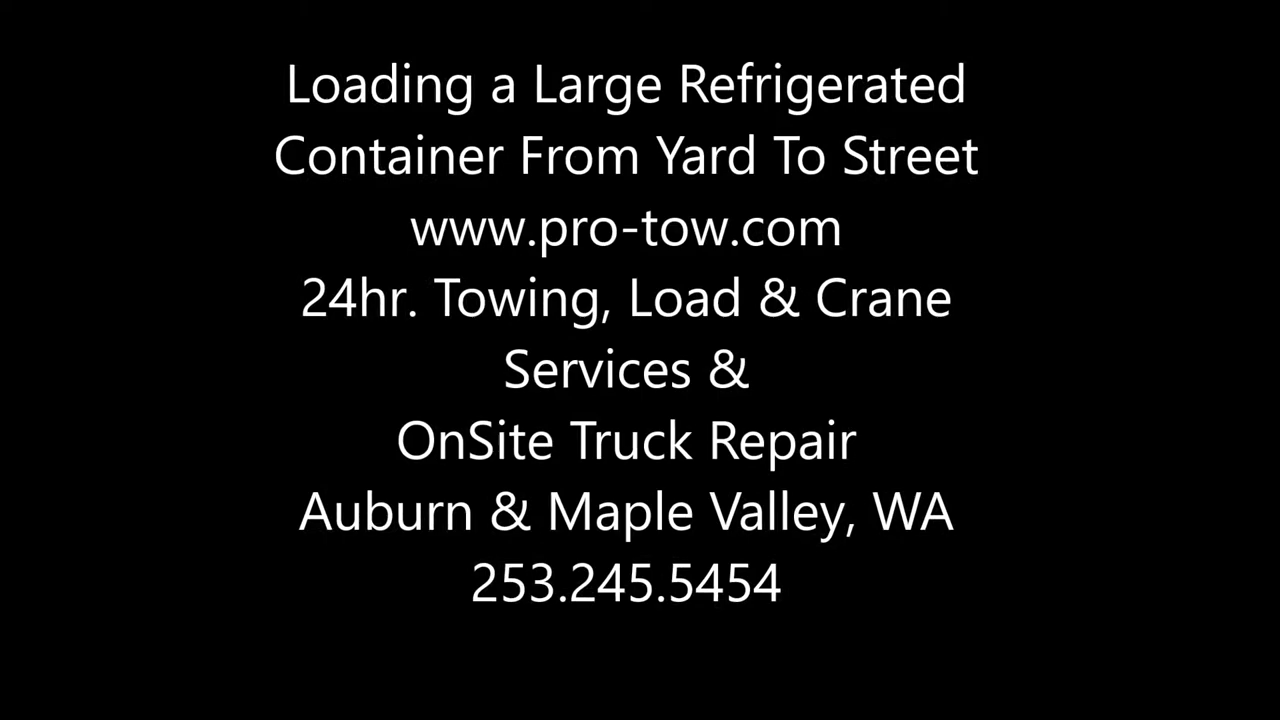 Loading a Large Refrigerated
Container From Yard To Street
www.pro-tow.com
24hr. Towing, Load & Crane
Services &
OnSite Truck Repair
Auburn & Maple Valley, WA
253.245.5454